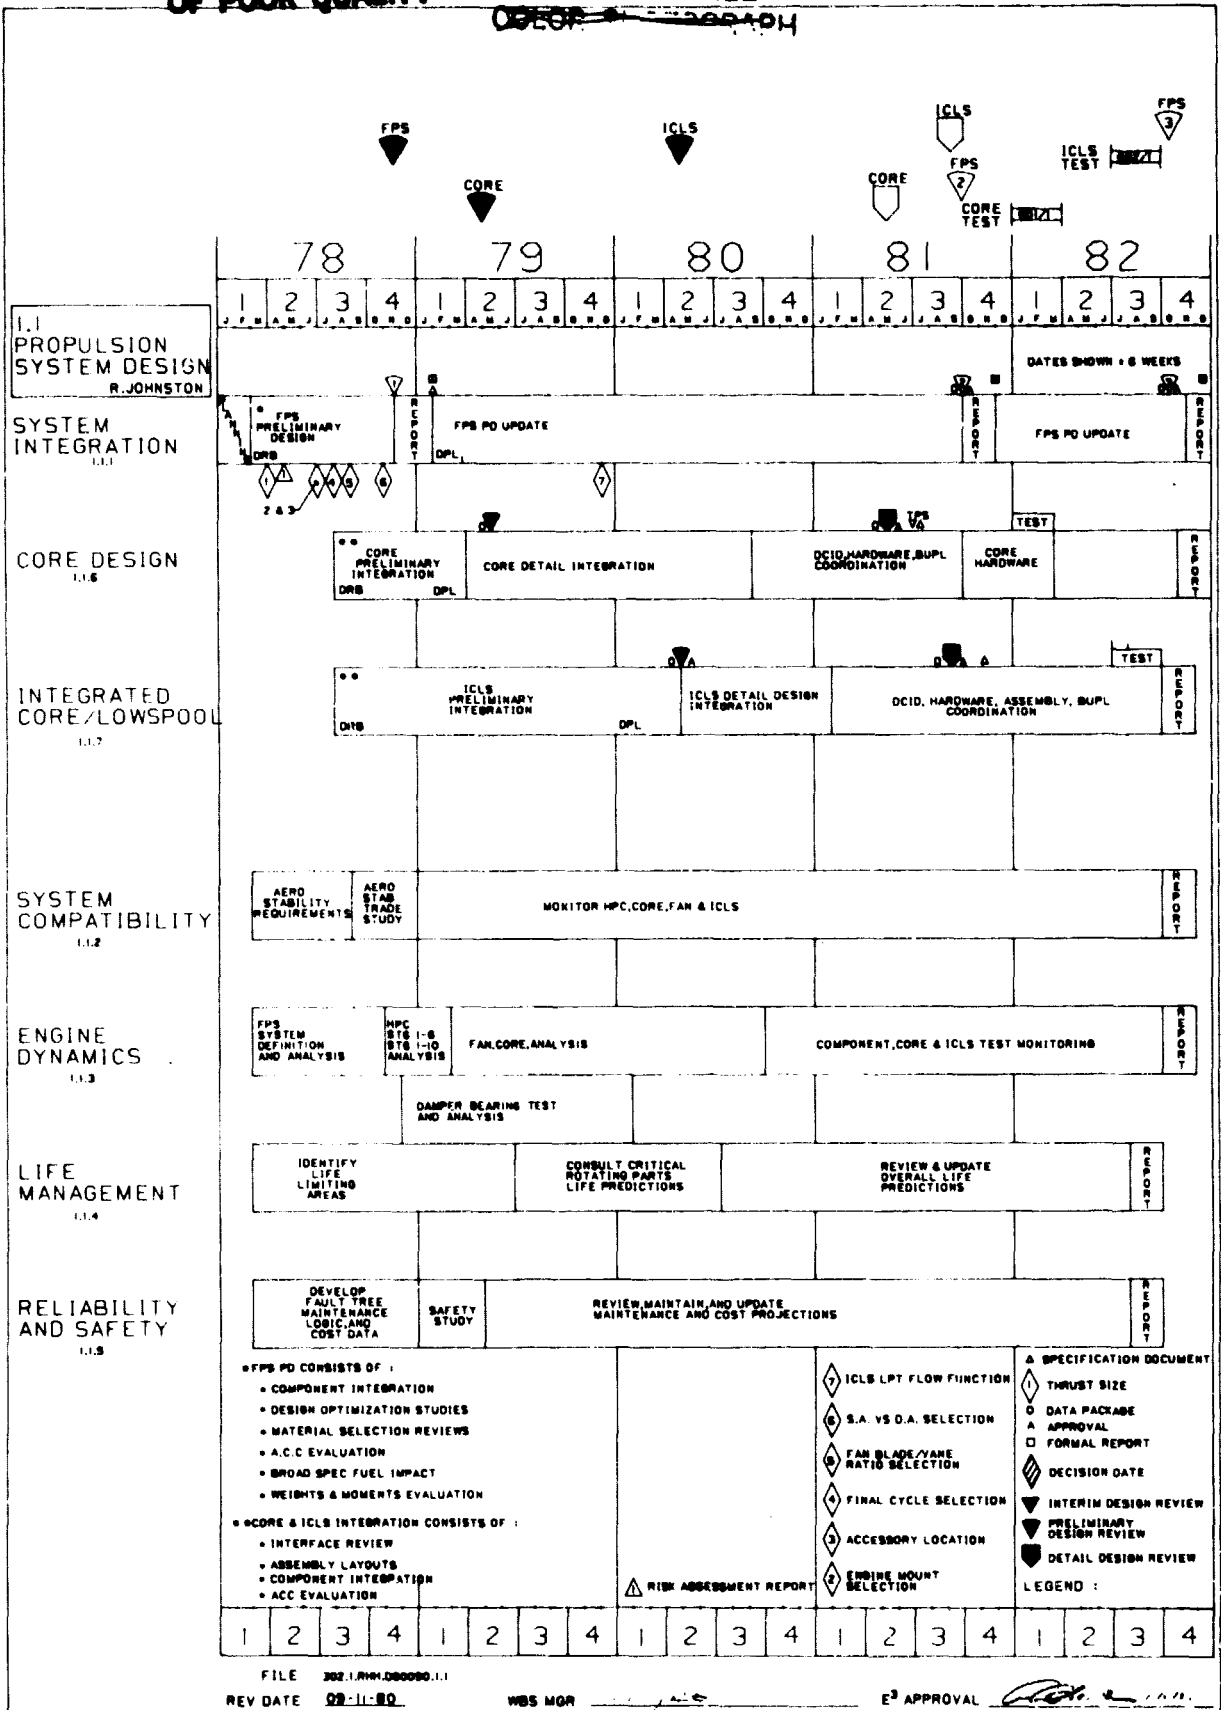 OF POOR QUALITY
FPS
ICLS
ICLS
FPS
3
ICLS
TEST
CORE
CORE
FPS
2
CORE
TEST
78 79 80 81 82
1 2 3 4 1 2 3 4 1 2 3 4 1 2 3 4 1 2 3 4
J F M A M J J A S O N D J F M A M J J A S O N D J F M A M J J A S O N D J F M A M J J A S O N D J F M A M J J A S O N D
1.1
PROPULSION
SYSTEM DESIGN
R.JOHNSTON
DATES SHOWN ± 6 WEEKS
SYSTEM
INTEGRATION
1.1.1
* FPS
PRELIMINARY
DESIGN
DRB
REPORT
FPS PD UPDATE
DPL
REPORT
FPS PD UPDATE
REPORT
1
1
2 & 3
4
5
6
7
CORE DESIGN
1.1.6
TPS
TEST
* *
CORE
PRELIMINARY
INTEGRATION
DRB
DPL
CORE DETAIL INTEGRATION
DCID,HARDWARE,BUPL
COORDINATION
CORE
HARDWARE
REPORT
INTEGRATED
CORE/LOWSPOOL
1.1.7
TEST
* *
ICLS
PRELIMINARY
INTEGRATION
DRB
DPL
ICLS DETAIL DESIGN
INTEGRATION
DCID, HARDWARE, ASSEMBLY, BUPL
COORDINATION
REPORT
SYSTEM
COMPATIBILITY
1.1.2
AERO
STABILITY
REQUIREMENTS
AERO
STAB
TRADE
STUDY
MONITOR HPC,CORE,FAN & ICLS
REPORT
ENGINE
DYNAMICS
1.1.3
FPS
SYSTEM
DEFINITION
AND ANALYSIS
HPC
STG 1-6
STG 1-10
ANALYSIS
FAN,CORE,ANALYSIS
COMPONENT,CORE & ICLS TEST MONITORING
REPORT
DAMPER BEARING TEST
AND ANALYSIS
LIFE
MANAGEMENT
1.1.4
IDENTIFY
LIFE
LIMITING
AREAS
CONSULT CRITICAL
ROTATING PARTS
LIFE PREDICTIONS
REVIEW & UPDATE
OVERALL LIFE
PREDICTIONS
REPORT
RELIABILITY
AND SAFETY
1.1.5
DEVELOP
FAULT TREE
MAINTENANCE
LOGIC,AND
COST DATA
SAFETY
STUDY
REVIEW,MAINTAIN,AND UPDATE
MAINTENANCE AND COST PROJECTIONS
REPORT
* FPS PD CONSISTS OF :
• COMPONENT INTEGRATION
• DESIGN OPTIMIZATION STUDIES
• MATERIAL SELECTION REVIEWS
• A.C.C EVALUATION
• BROAD SPEC FUEL IMPACT
• WEIGHTS & MOMENTS EVALUATION
* * CORE & ICLS INTEGRATION CONSISTS OF :
• INTERFACE REVIEW
• ASSEMBLY LAYOUTS
• COMPONENT INTEGRATION
• ACC EVALUATION
1 RISK ASSESSMENT REPORT
7 ICLS LPT FLOW FUNCTION
6 S.A. VS D.A. SELECTION
5 FAN BLADE/VANE
RATIO SELECTION
4 FINAL CYCLE SELECTION
3 ACCESSORY LOCATION
2 ENGINE MOUNT
SELECTION
SPECIFICATION DOCUMENT
1 THRUST SIZE
DATA PACKAGE
APPROVAL
FORMAL REPORT
DECISION DATE
INTERIM DESIGN REVIEW
PRELIMINARY
DESIGN REVIEW
DETAIL DESIGN REVIEW
LEGEND :
1 2 3 4 1 2 3 4 1 2 3 4 1 2 3 4 1 2 3 4
FILE
REV DATE 09-11-80
WBS MGR
E³ APPROVAL